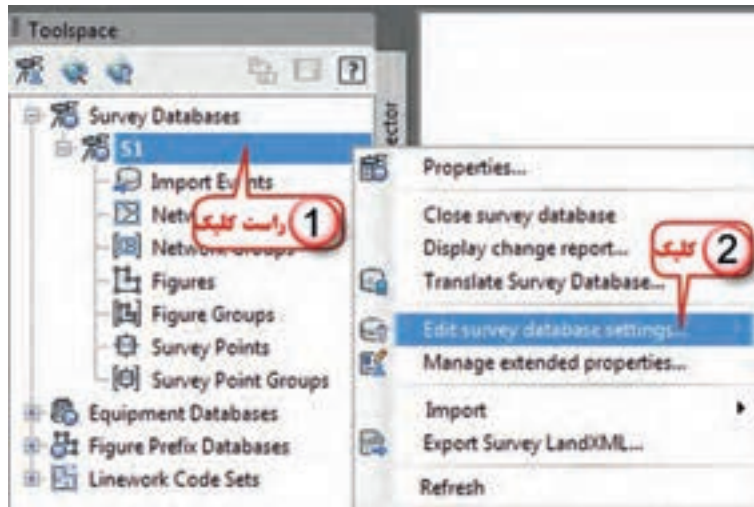 Toolspace
Survey Databases
S1
Import Events
Network Groups
Figures
Figure Groups
Survey Points
Survey Point Groups
Equipment Databases
Figure Prefix Databases
Linework Code Sets
1 راست کلیک
Properties...
Close survey database
Display change report...
Translate Survey Database...
Edit survey database settings...
Manage extended properties...
Import
Export Survey LandXML...
Refresh
2 کلیک